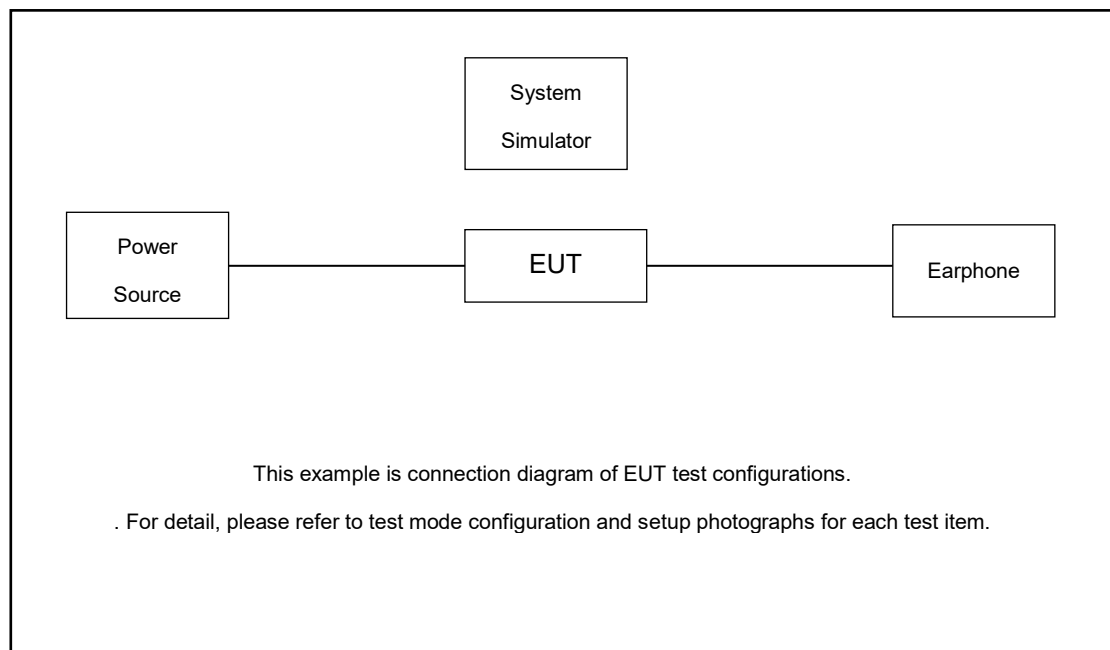 System
Simulator
Power
Source
EUT
Earphone
This example is connection diagram of EUT test configurations.
. For detail, please refer to test mode configuration and setup photographs for each test item.